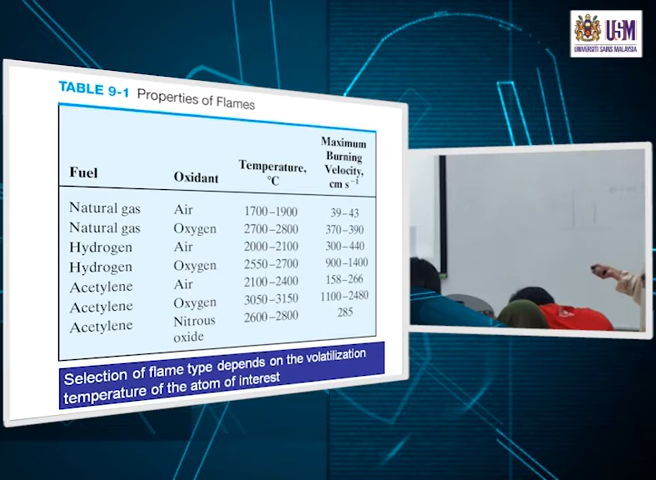 USM
UNIVERSITI SAINS MALAYSIA
TABLE 9-1 Properties of Flames
Fuel Oxidant Temperature, °C Maximum Burning Velocity, cm s⁻¹
Natural gas Air 1700–1900 39–43
Natural gas Oxygen 2700–2800 370–390
Hydrogen Air 2000–2100 300–440
Hydrogen Oxygen 2550–2700 900–1400
Acetylene Air 2100–2400 158–266
Acetylene Oxygen 3050–3150 1100–2480
Acetylene Nitrous oxide 2600–2800 285
Selection of flame type depends on the volatilization
temperature of the atom of interest